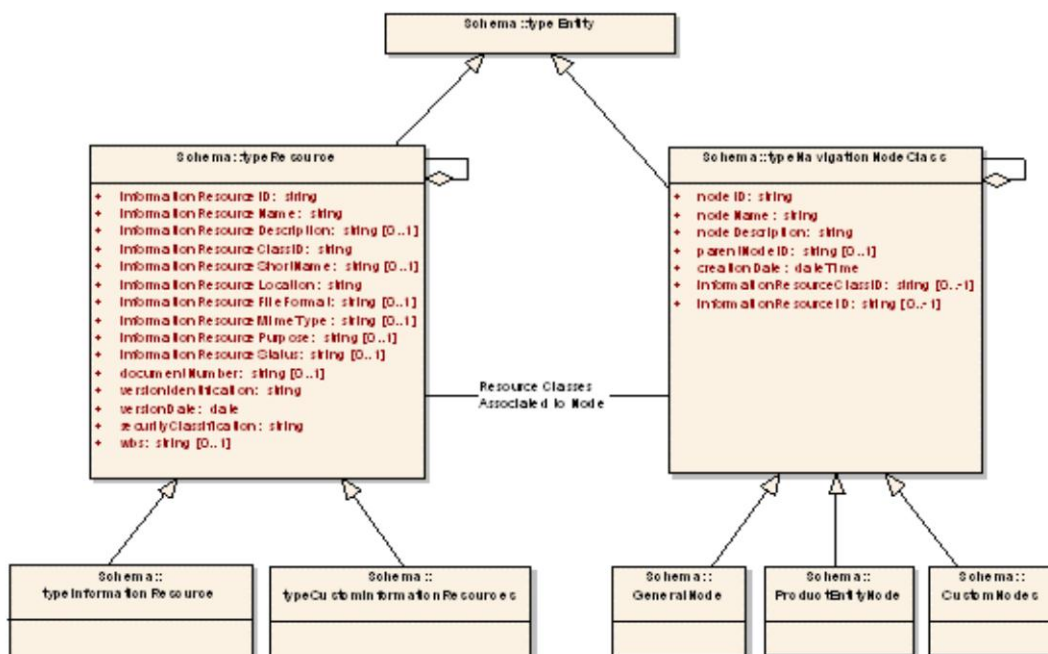 Schema::typeEntity
Schema::typeResource
+ InformationResourceID: string
+ InformationResourceName: string
+ InformationResourceDescription: string [0..1]
+ InformationResourceClassID: string
+ InformationResourceShortName: string [0..1]
+ InformationResourceLocation: string
+ InformationResourceFileFormat: string [0..1]
+ InformationResourceMimeType: string [0..1]
+ InformationResourcePurpose: string [0..1]
+ InformationResourceStatus: string [0..1]
+ documentNumber: string [0..1]
+ versionIdentification: string
+ versionDate: date
+ securityClassification: string
+ wbs: string [0..1]
Schema::typeNavigationNodeClass
+ nodeID: string
+ nodeName: string
+ nodeDescription: string
+ parentNodeID: string [0..1]
+ creationDate: dateTime
+ InformationResourceClassID: string [0..-1]
+ InformationResourceID: string [0..-1]
Resource Classes
Associated to Node
Schema::
typeInformationResource
Schema::
typeCustomInformationResources
Schema::
GeneralNode
Schema::
ProductEntityNode
Schema::
CustomNodes